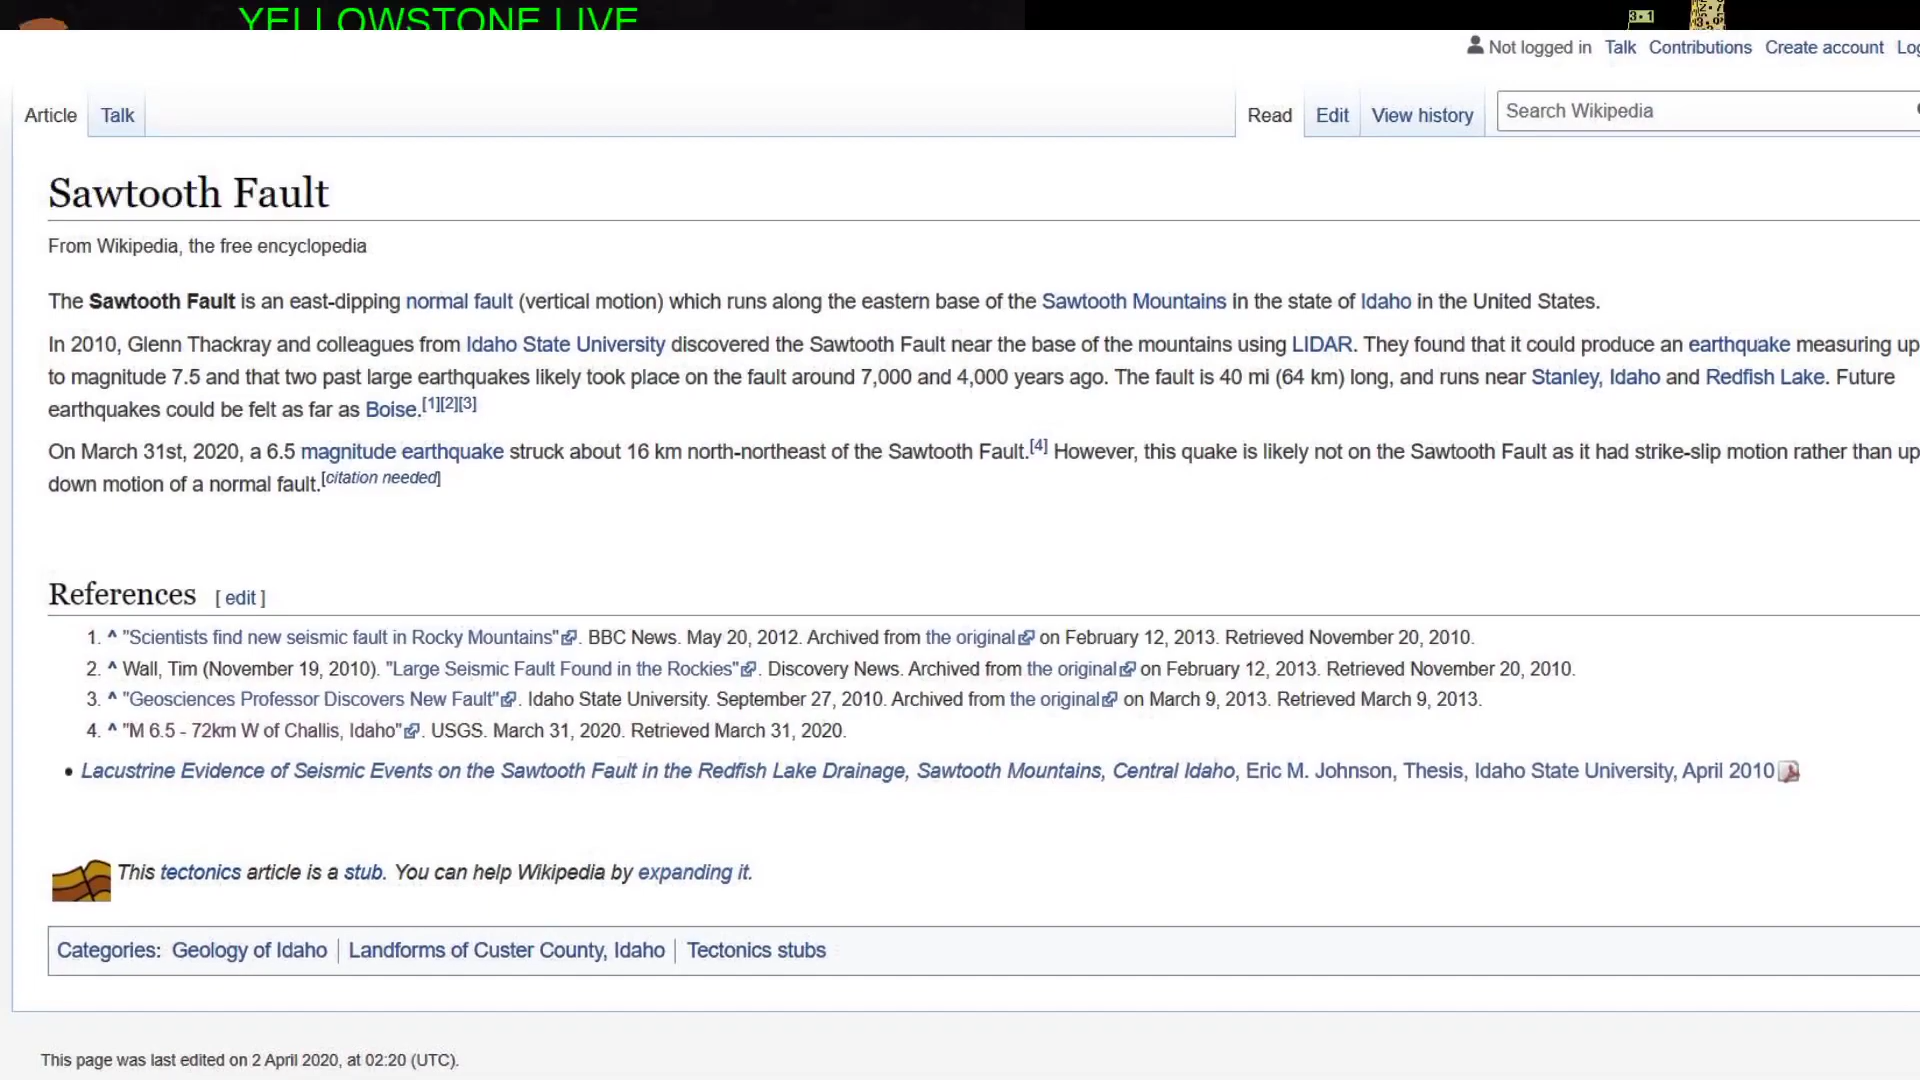 YELLOWSTONE LIVE
3.1
Not logged in Talk Contributions Create account
Article Talk Read Edit View history Search Wikipedia
Sawtooth Fault
From Wikipedia, the free encyclopedia
The Sawtooth Fault is an east-dipping normal fault (vertical motion) which runs along the eastern base of the Sawtooth Mountains in the state of Idaho in the United States.
In 2010, Glenn Thackray and colleagues from Idaho State University discovered the Sawtooth Fault near the base of the mountains using LIDAR. They found that it could produce an earthquake measuring up
to magnitude 7.5 and that two past large earthquakes likely took place on the fault around 7,000 and 4,000 years ago. The fault is 40 mi (64 km) long, and runs near Stanley, Idaho and Redfish Lake. Future
earthquakes could be felt as far as Boise.[1][2][3]
On March 31st, 2020, a 6.5 magnitude earthquake struck about 16 km north-northeast of the Sawtooth Fault.[4] However, this quake is likely not on the Sawtooth Fault as it had strike-slip motion rather than up
down motion of a normal fault.[citation needed]
References [ edit ]
1. ^ "Scientists find new seismic fault in Rocky Mountains". BBC News. May 20, 2012. Archived from the original on February 12, 2013. Retrieved November 20, 2010.
2. ^ Wall, Tim (November 19, 2010). "Large Seismic Fault Found in the Rockies". Discovery News. Archived from the original on February 12, 2013. Retrieved November 20, 2010.
3. ^ "Geosciences Professor Discovers New Fault". Idaho State University. September 27, 2010. Archived from the original on March 9, 2013. Retrieved March 9, 2013.
4. ^ "M 6.5 - 72km W of Challis, Idaho". USGS. March 31, 2020. Retrieved March 31, 2020.
• Lacustrine Evidence of Seismic Events on the Sawtooth Fault in the Redfish Lake Drainage, Sawtooth Mountains, Central Idaho, Eric M. Johnson, Thesis, Idaho State University, April 2010
This tectonics article is a stub. You can help Wikipedia by expanding it.
Categories: Geology of Idaho | Landforms of Custer County, Idaho | Tectonics stubs
This page was last edited on 2 April 2020, at 02:20 (UTC).